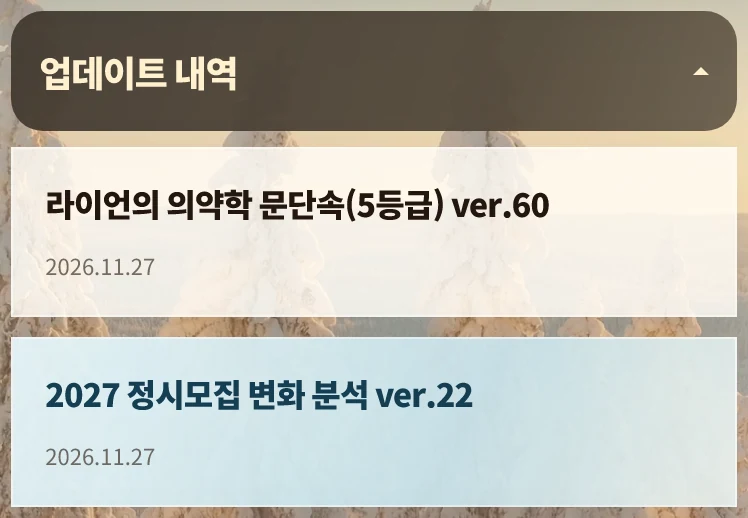 업데이트 내역
라이언의 의약학 문단속(5등급) ver.60
2026.11.27
2027 정시모집 변화 분석 ver.22
2026.11.27